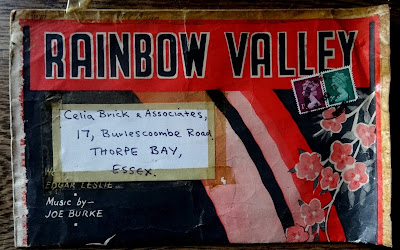 RAINBOW VALLEY
Celia Brick & Associates,
17, Burlescoombe Road
THORPE BAY,
ESSEX.
EDGAR LESLIE
Music by—
JOE BURKE